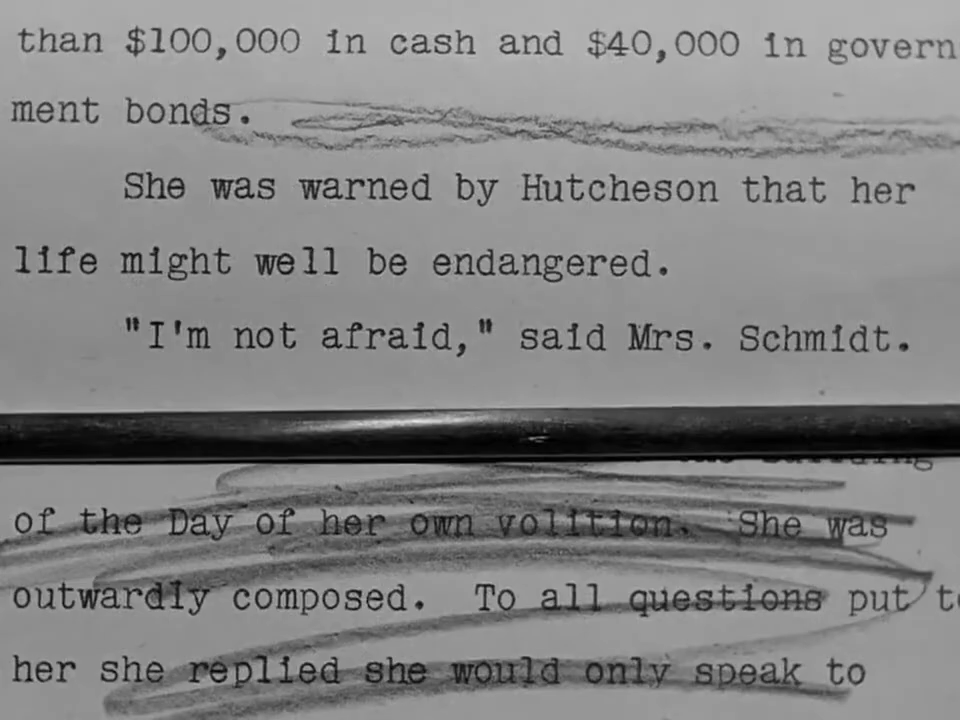 than $100,000 in cash and $40,000 in govern
ment bonds.
She was warned by Hutcheson that her
life might well be endangered.
"I'm not afraid," said Mrs. Schmidt.
building
of the Day of her own volition. She was
outwardly composed. To all questions put to
her she replied she would only speak to